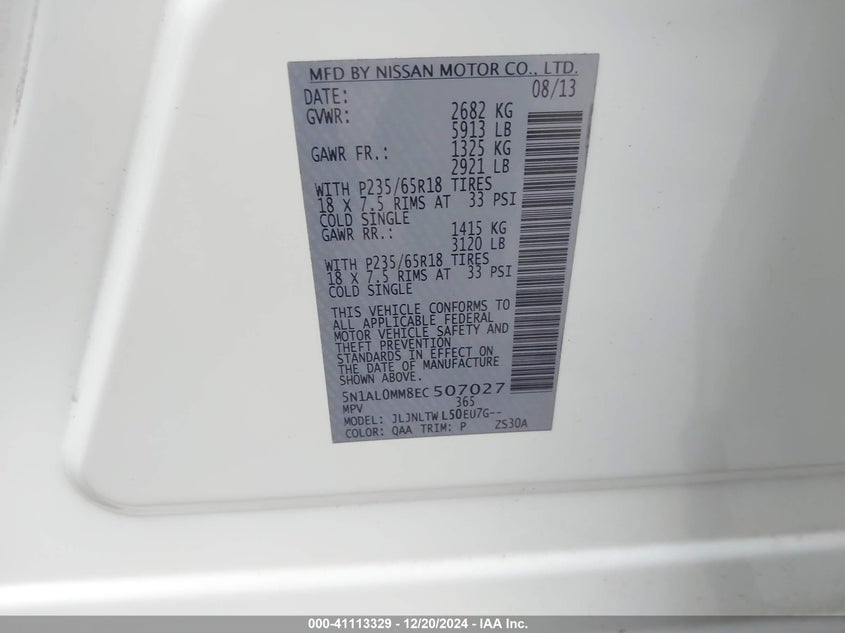 MFD BY NISSAN MOTOR CO., LTD.
DATE: 08/13
GVWR: 2682 KG
5913 LB
GAWR FR.: 1325 KG
2921 LB
WITH P235/65R18 TIRES
18 X 7.5 RIMS AT 33 PSI
COLD SINGLE
GAWR RR.: 1415 KG
3120 LB
WITH P235/65R18 TIRES
18 X 7.5 RIMS AT 33 PSI
COLD SINGLE
THIS VEHICLE CONFORMS TO
ALL APPLICABLE FEDERAL
MOTOR VEHICLE SAFETY AND
THEFT PREVENTION
STANDARDS IN EFFECT ON
THE DATE OF MANUFACTURE
SHOWN ABOVE.
5N1AL0MM8EC507027
MPV 365
MODEL: JLJNLTWL50EU7G--
COLOR: QAA TRIM: P ZS30A
000-41113329 - 12/20/2024 - IAA Inc.